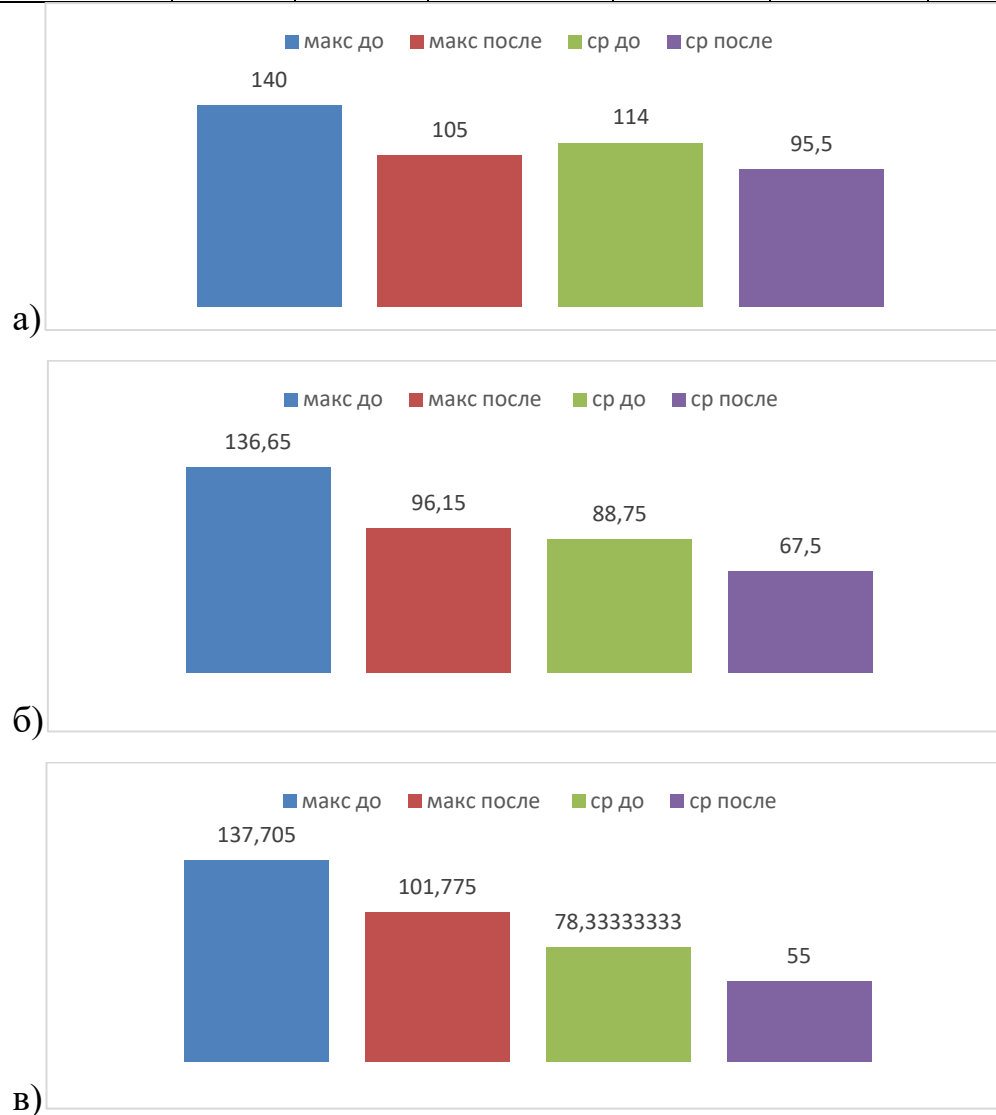 макс до макс после ср до ср после
140
105
114
95,5
а)
макс до макс после ср до ср после
136,65
96,15
88,75
67,5
б)
макс до макс после ср до ср после
137,705
101,775
78,33333333
55
в)